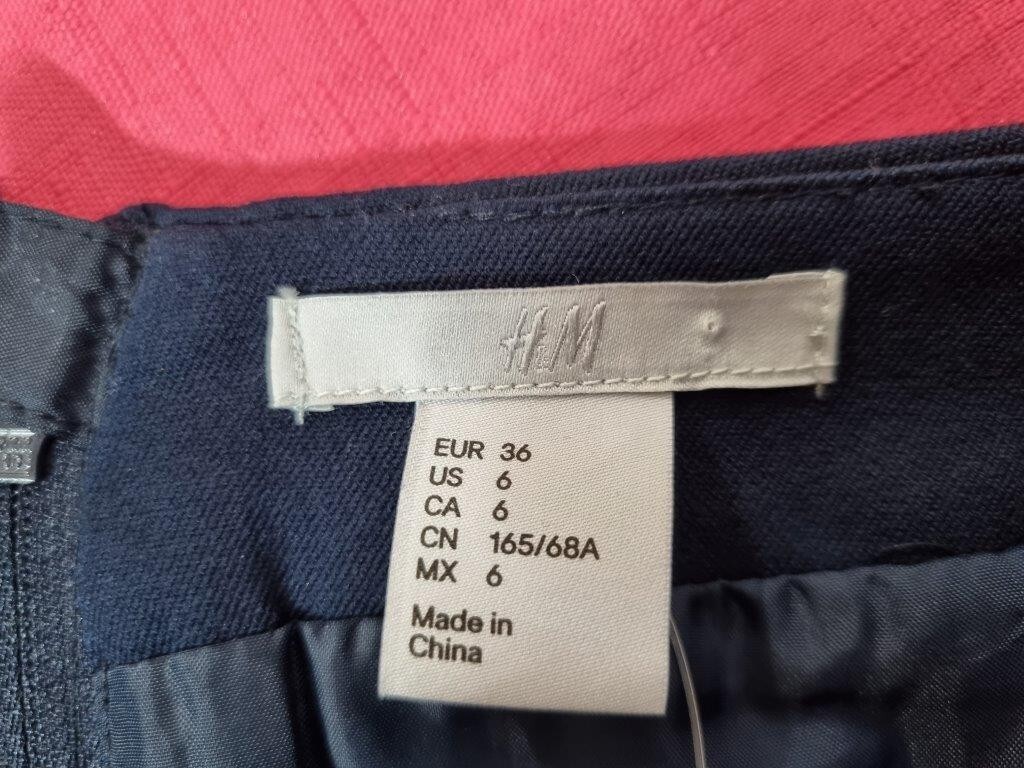 H&M
EUR 36
US 6
CA 6
CN 165/68A
MX 6
Made in
China